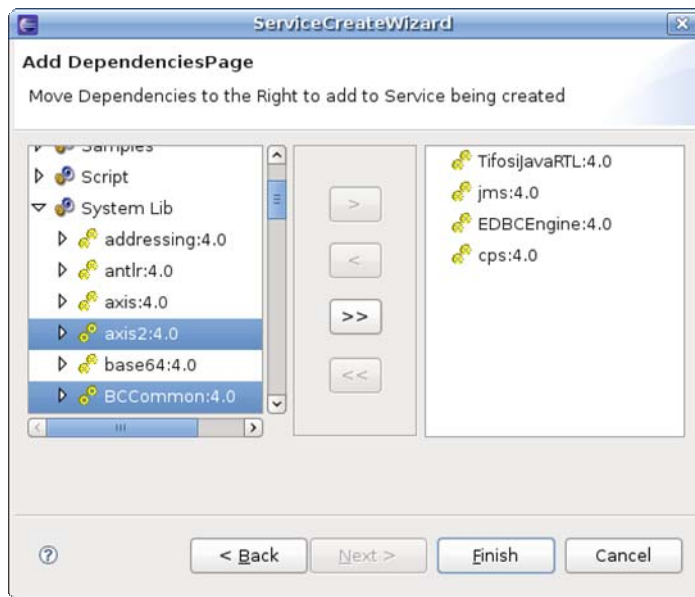 ServiceCreateWizard
Add DependenciesPage
Move Dependencies to the Right to add to Service being created
Samples
Script
System Lib
addressing:4.0
antlr:4.0
axis:4.0
axis2:4.0
base64:4.0
BCCommon:4.0
>
<
>>
<<
TifosiJavaRTL:4.0
jms:4.0
EDBCEngine:4.0
cps:4.0
?
< Back
Next >
Finish
Cancel